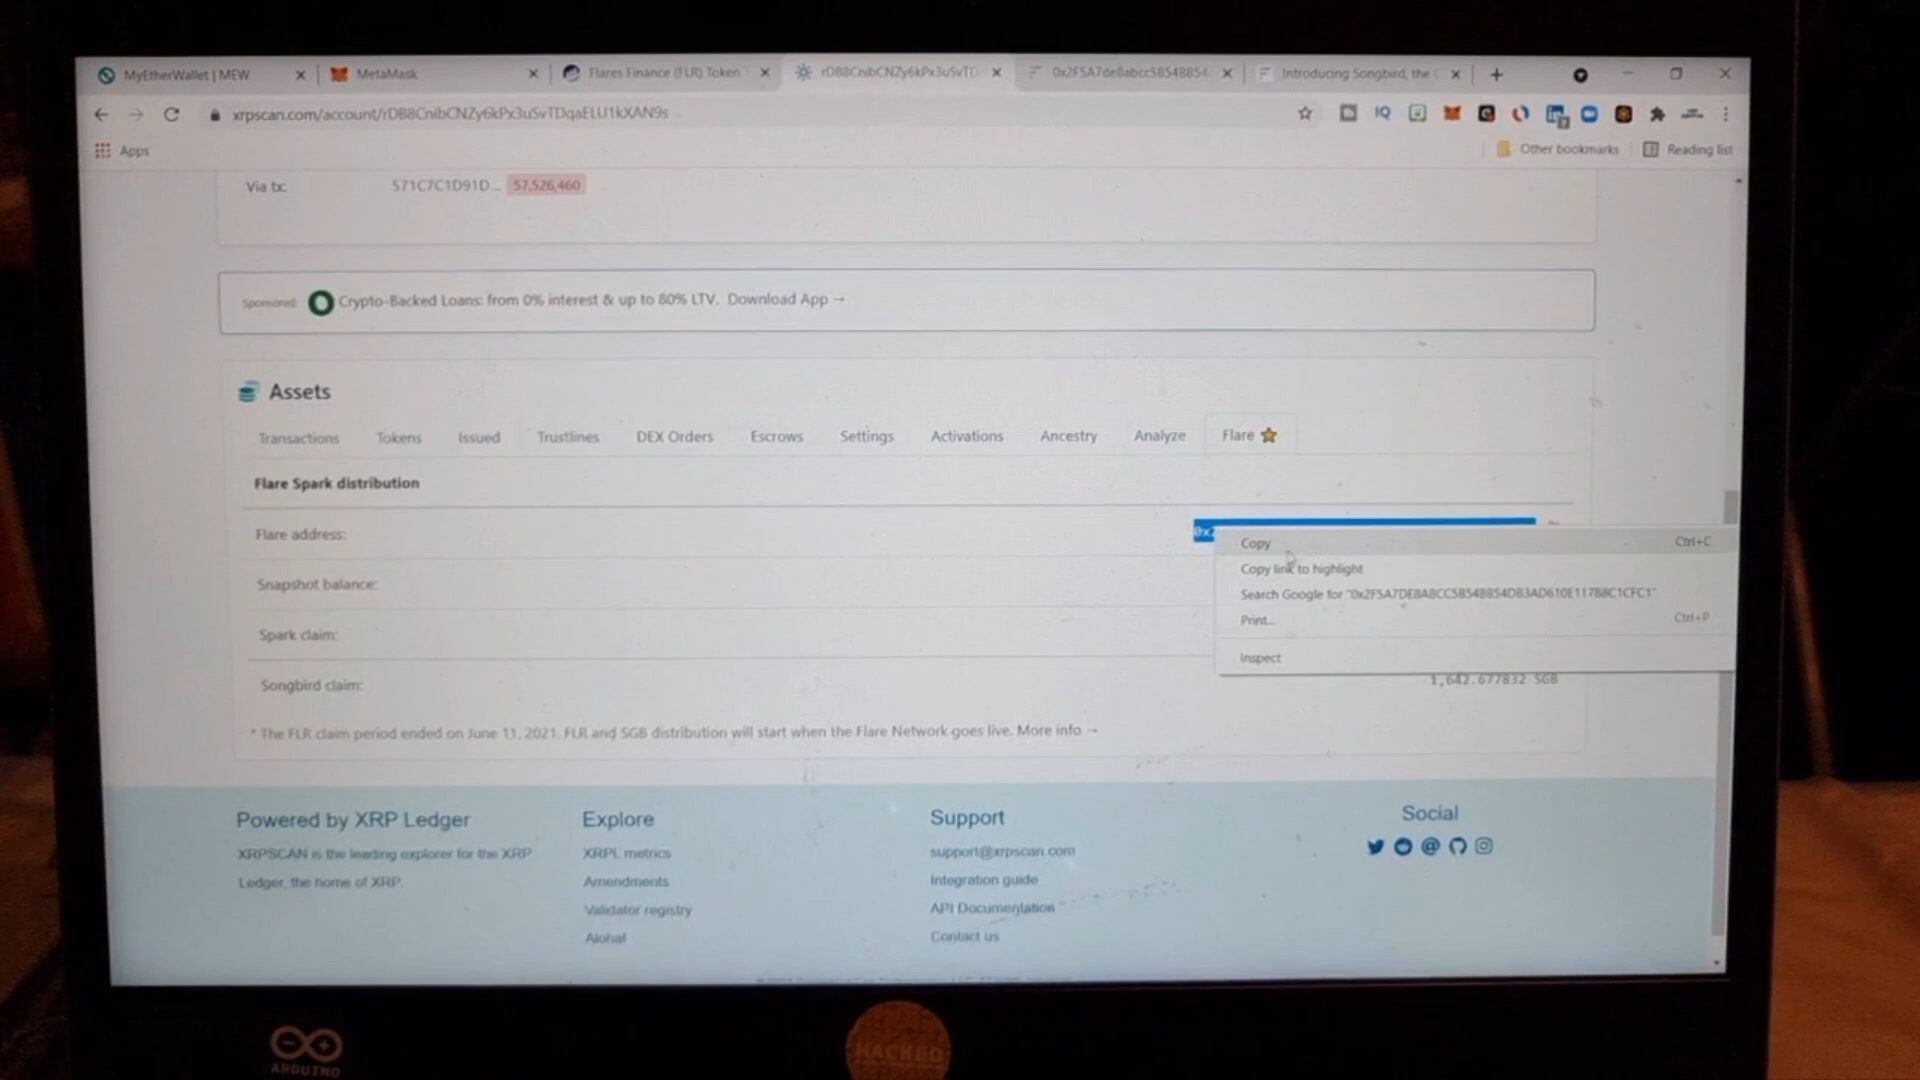 MyEtherWallet | MEW
MetaMask
Flares Finance (FLR) Token
rDB8CnibCNZy6kPx3uSvTD
0x2F5A7de8abcc5B54BB54
Introducing Songbird, the
xrpscan.com/account/rDB8CnibCNZy6kPx3uSvTDqaELU1kXAN9s
Apps
Other bookmarks
Reading list
Via tx:
571C7C1D91D...
57,526,460
Sponsored:
Crypto-Backed Loans: from 0% interest & up to 80% LTV. Download App →
Assets
Transactions
Tokens
Issued
Trustlines
DEX Orders
Escrows
Settings
Activations
Ancestry
Analyze
Flare
Flare Spark distribution
Flare address:
0x2
Copy
Ctrl+C
Copy link to highlight
Snapshot balance:
Search Google for "0x2F5A7DE8ABCC5B54BB54DB3AD610E117B8C1CFC1"
Print...
Ctrl+P
Spark claim:
Inspect
Songbird claim:
1,642.677832 SGB
* The FLR claim period ended on June 11, 2021. FLR and SGB distribution will start when the Flare Network goes live. More info →
Powered by XRP Ledger
XRPSCAN is the leading explorer for the XRP
Ledger, the home of XRP.
Explore
XRPL metrics
Amendments
Validator registry
Aloha!
Support
support@xrpscan.com
Integration guide
API Documentation
Contact us
Social
ARDUINO
HACKED